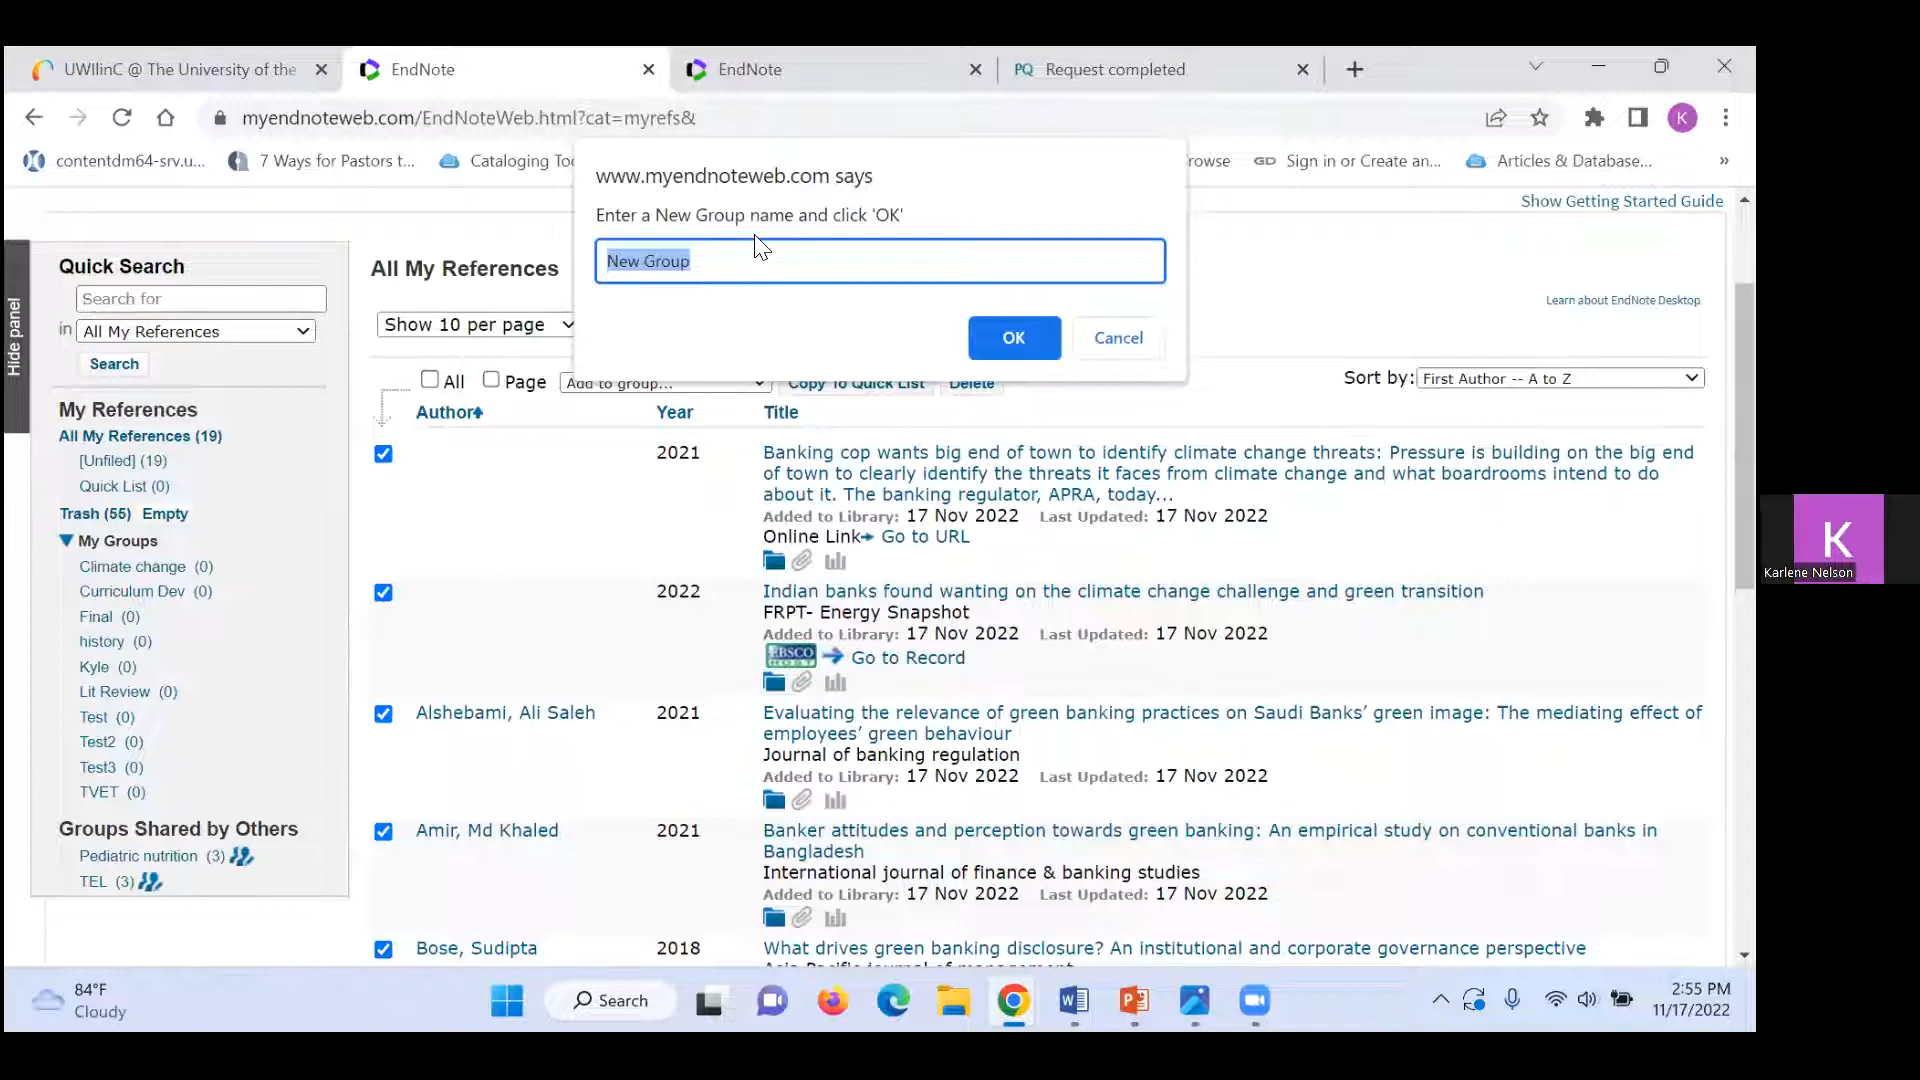 UWIlinC @ The University of the
EndNote
EndNote
PQ Request completed
myendnoteweb.com/EndNoteWeb.html?cat=myrefs&
K
contentdm64-srv.u...
7 Ways for Pastors t...
Cataloging
Sign in or Create an...
Articles & Database...
»
www.myendnoteweb.com says
Enter a New Group name and click 'OK'
New Group
OK
Cancel
Show Getting Started Guide
Learn about EndNote Desktop
Hide panel
Quick Search
Search for
in All My References
Search
My References
All My References (19)
[Unfiled] (19)
Quick List (0)
Trash (55) Empty
My Groups
Climate change (0)
Curriculum Dev (0)
Final (0)
history (0)
Kyle (0)
Lit Review (0)
Test (0)
Test2 (0)
Test3 (0)
TVET (0)
Groups Shared by Others
Pediatric nutrition (3)
TEL (3)
All My References
Show 10 per page
All Page Add to group... Copy To Quick List Delete
Sort by: First Author -- A to Z
Author Year Title
2021 Banking cop wants big end of town to identify climate change threats: Pressure is building on the big end
of town to clearly identify the threats it faces from climate change and what boardrooms intend to do
about it. The banking regulator, APRA, today...
Added to Library: 17 Nov 2022 Last Updated: 17 Nov 2022
Online Link Go to URL
2022 Indian banks found wanting on the climate change challenge and green transition
FRPT- Energy Snapshot
Added to Library: 17 Nov 2022 Last Updated: 17 Nov 2022
EBSCO HOST Go to Record
Alshebami, Ali Saleh 2021 Evaluating the relevance of green banking practices on Saudi Banks’ green image: The mediating effect of
employees’ green behaviour
Journal of banking regulation
Added to Library: 17 Nov 2022 Last Updated: 17 Nov 2022
Amir, Md Khaled 2021 Banker attitudes and perception towards green banking: An empirical study on conventional banks in
Bangladesh
International journal of finance & banking studies
Added to Library: 17 Nov 2022 Last Updated: 17 Nov 2022
Bose, Sudipta 2018 What drives green banking disclosure? An institutional and corporate governance perspective
K
Karlene Nelson
84°F
Cloudy
Search
2:55 PM
11/17/2022